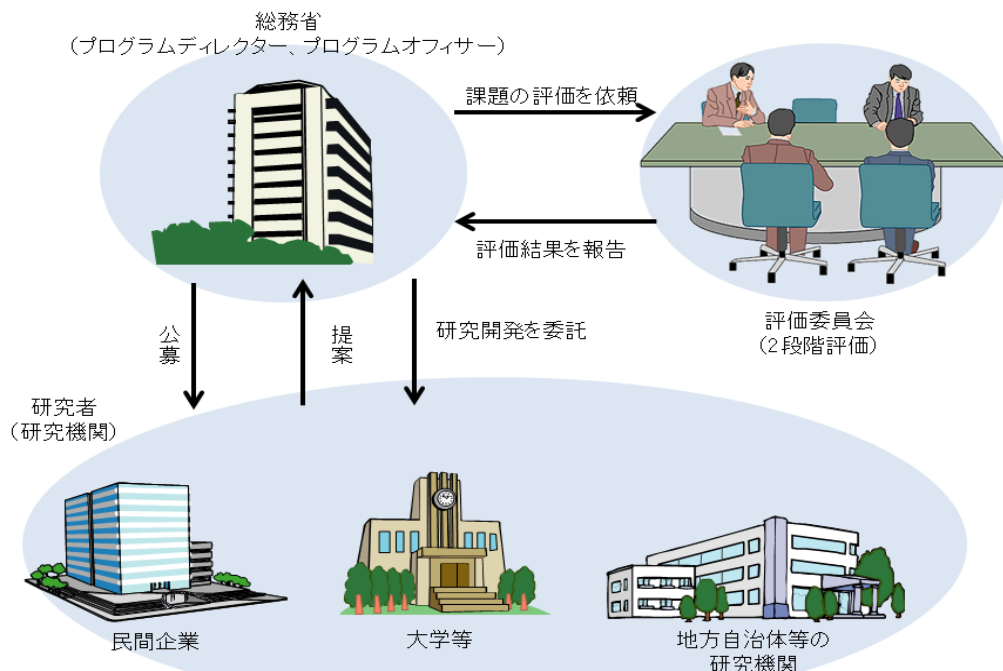 総務省
(プログラムディレクター、プログラムオフィサー)
課題の評価を依頼
評価結果を報告
評価委員会
(2段階評価)
公募
提案
研究開発を委託
研究者
(研究機関)
民間企業
大学等
地方自治体等の
研究機関